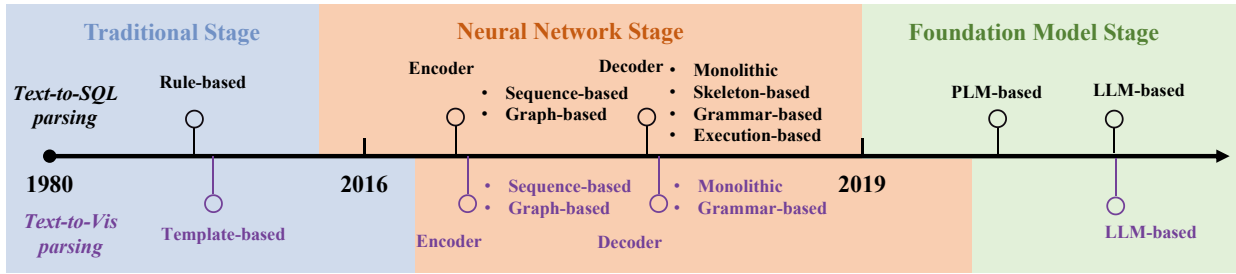 Traditional Stage
Neural Network Stage
Foundation Model Stage
Text-to-SQL
parsing
Rule-based
Encoder
• Sequence-based
• Graph-based
Decoder
• Monolithic
• Skeleton-based
• Grammar-based
• Execution-based
PLM-based
LLM-based
1980
2016
2019
Text-to-Vis
parsing
Template-based
• Sequence-based
• Graph-based
Encoder
• Monolithic
• Grammar-based
Decoder
LLM-based